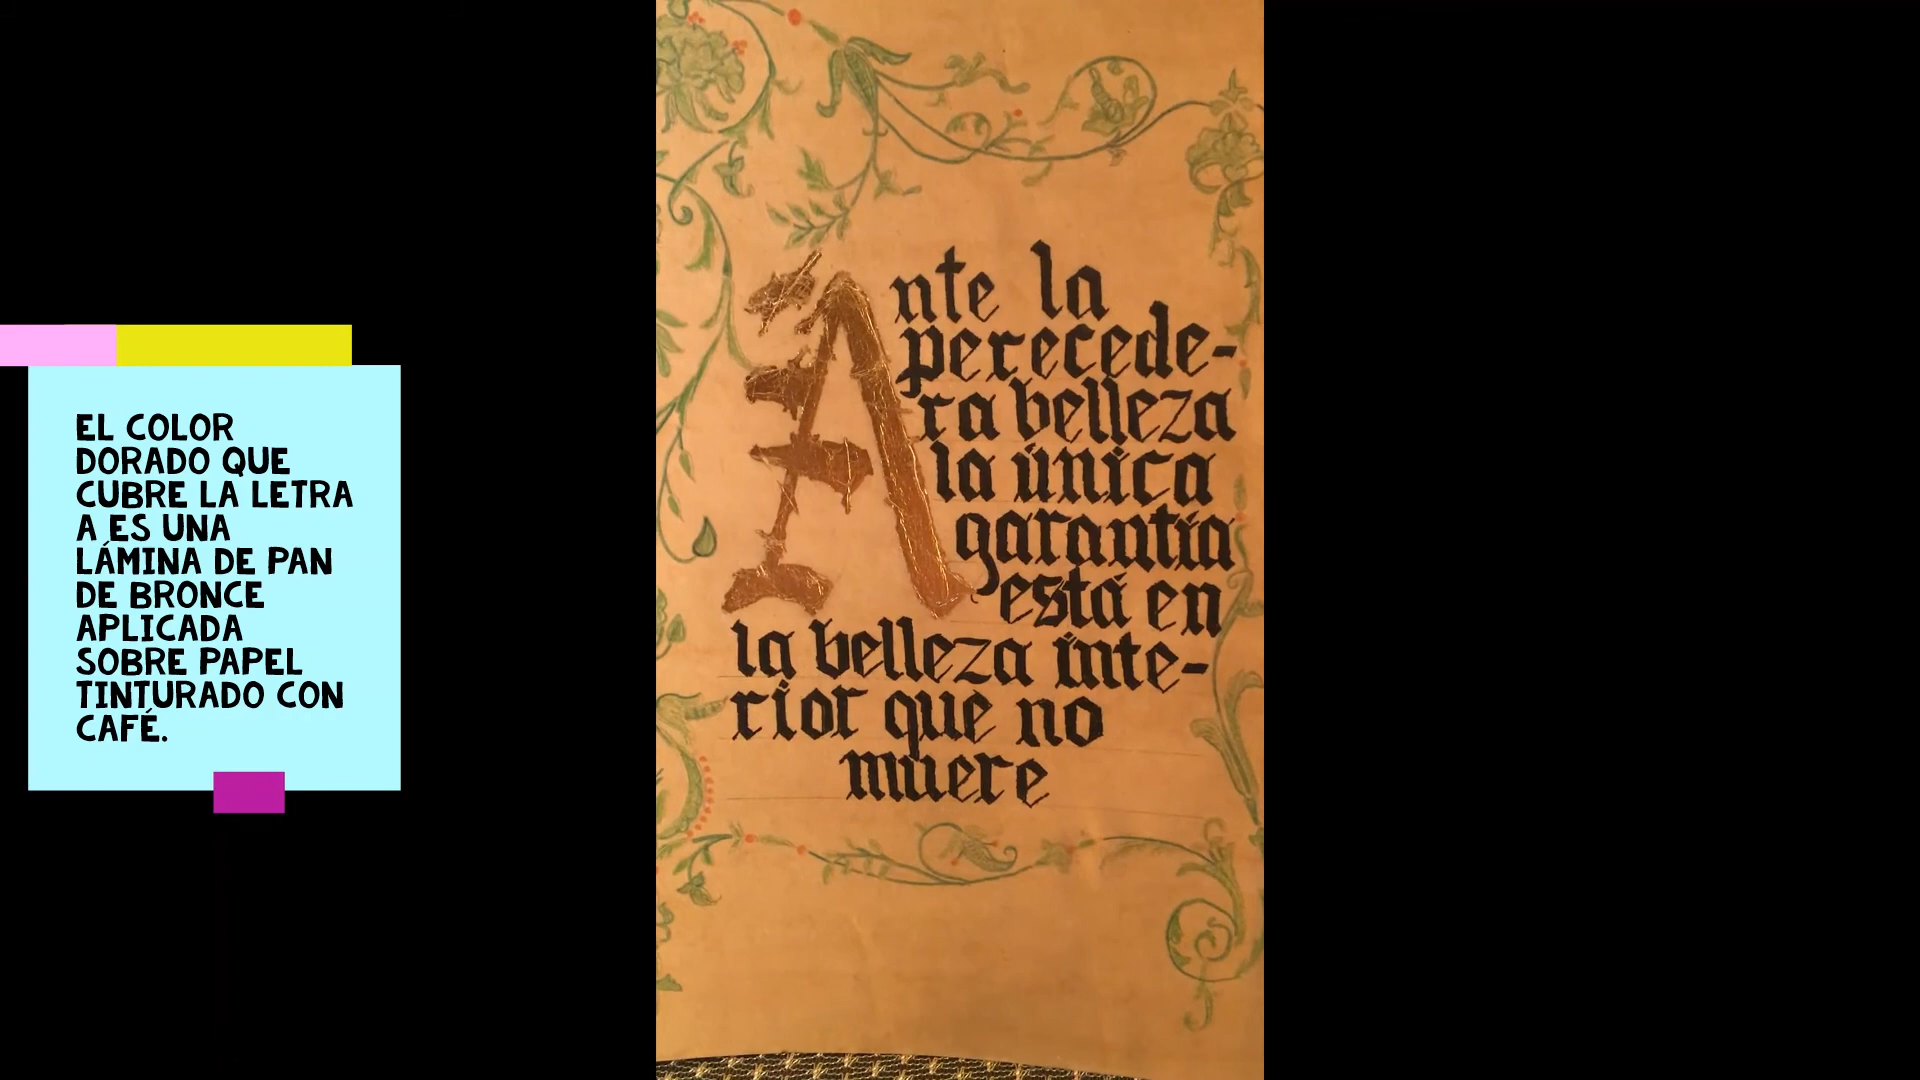 EL COLOR
DORADO QUE
CUBRE LA LETRA
A ES UNA
LÁMINA DE PAN
DE BRONCE
APLICADA
SOBRE PAPEL
TINTURADO CON
CAFÉ.
Ante la
perecede-
ra belleza
la única
garantía
está en
la belleza inte-
rior que no
muere